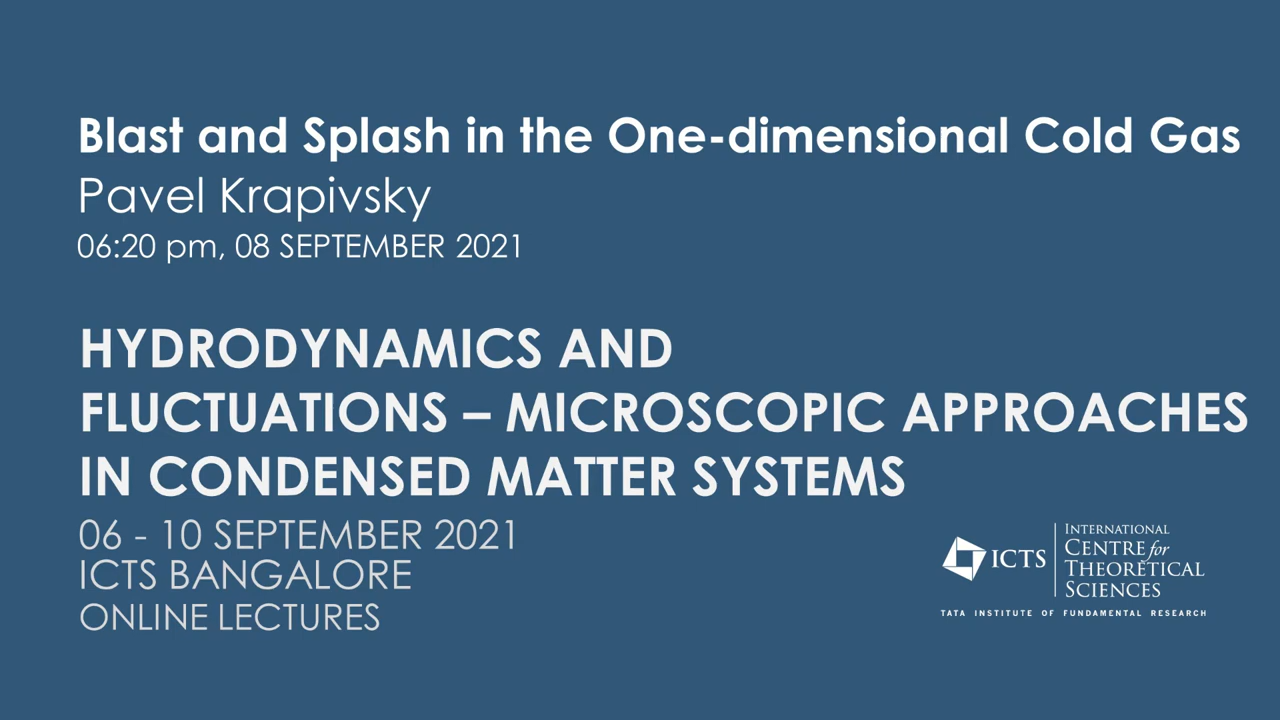 Blast and Splash in the One-dimensional Cold Gas
Pavel Krapivsky
06:20 pm, 08 SEPTEMBER 2021
HYDRODYNAMICS AND
FLUCTUATIONS – MICROSCOPIC APPROACHES
IN CONDENSED MATTER SYSTEMS
06 - 10 SEPTEMBER 2021
ICTS BANGALORE
ONLINE LECTURES
ICTS
INTERNATIONAL
CENTRE for
THEORETICAL
SCIENCES
TATA INSTITUTE OF FUNDAMENTAL RESEARCH